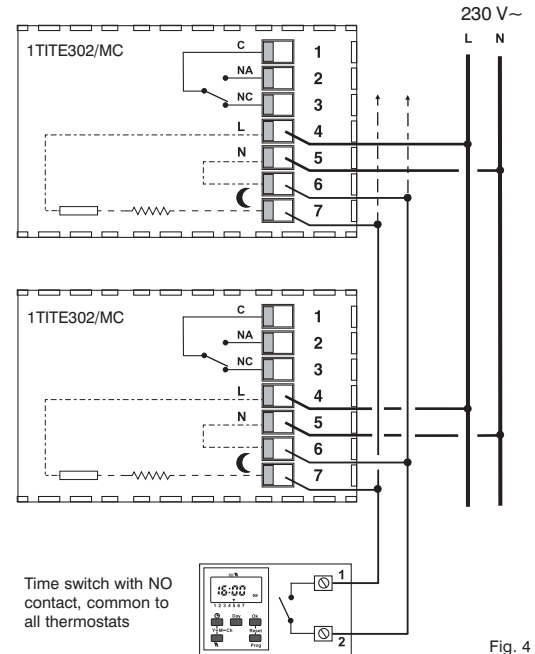 230 V~
L N
1TITE302/MC
C 1
NA 2
NC 3
L 4
N 5
6
7
1TITE302/MC
C 1
NA 2
NC 3
L 4
N 5
6
7
Time switch with NO
contact, common to
all thermostats
16:00
1 2 3 4 5 6 7
Day Ok
Y-M-Ch Reset
Prog
1
2
Fig. 4